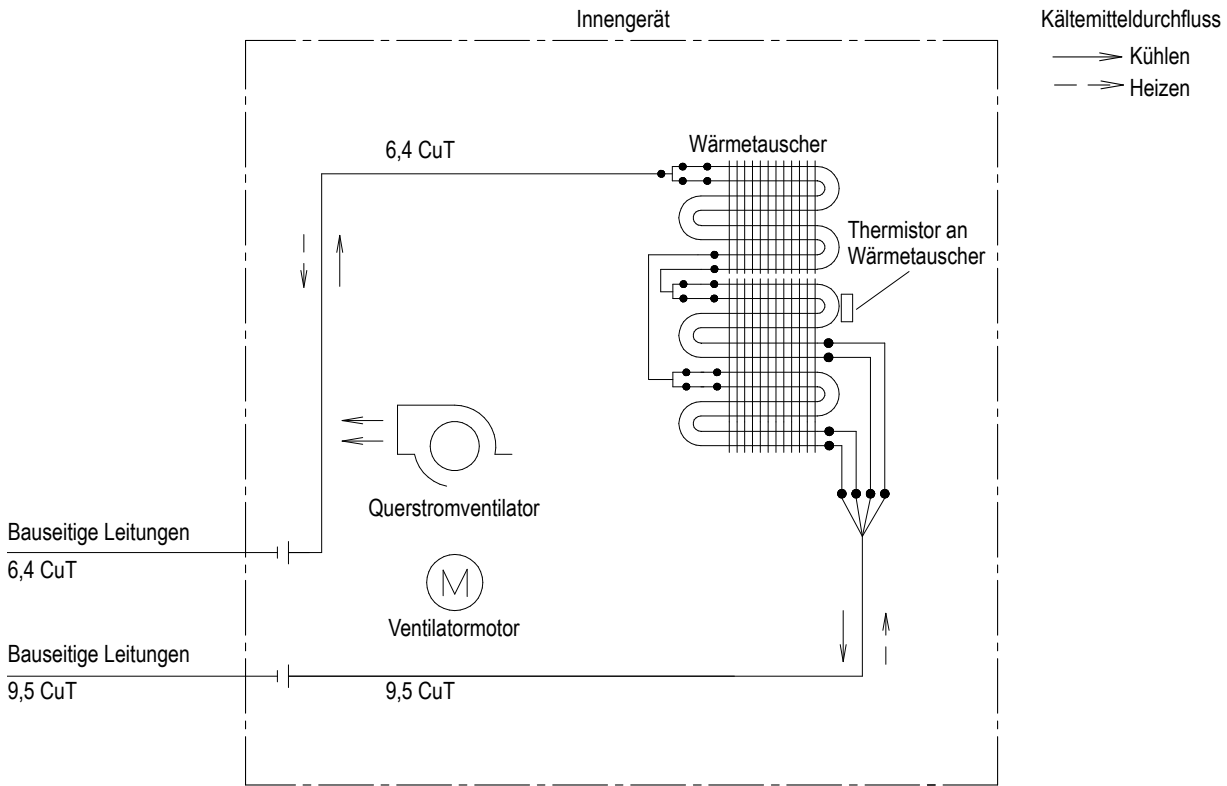 Innengerät
Kältemitteldurchfluss
Kühlen
Heizen
6,4 CuT
Wärmetauscher
Thermistor an
Wärmetauscher
Querstromventilator
Bauseitige Leitungen
6,4 CuT
M
Ventilatormotor
Bauseitige Leitungen
9,5 CuT
9,5 CuT